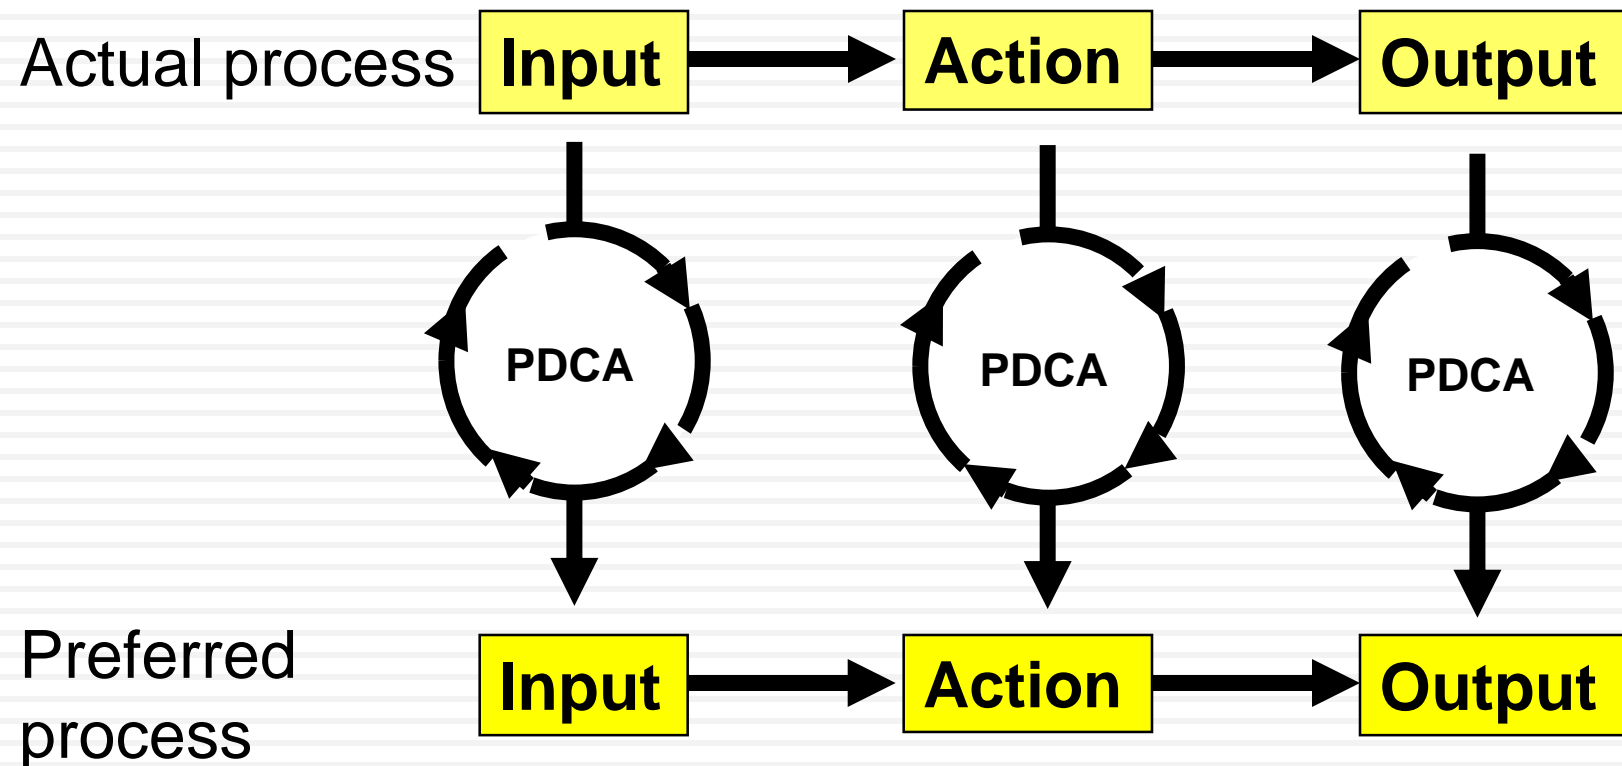 Actual process Input Action Output
PDCA PDCA PDCA
Preferred
process
Input Action Output